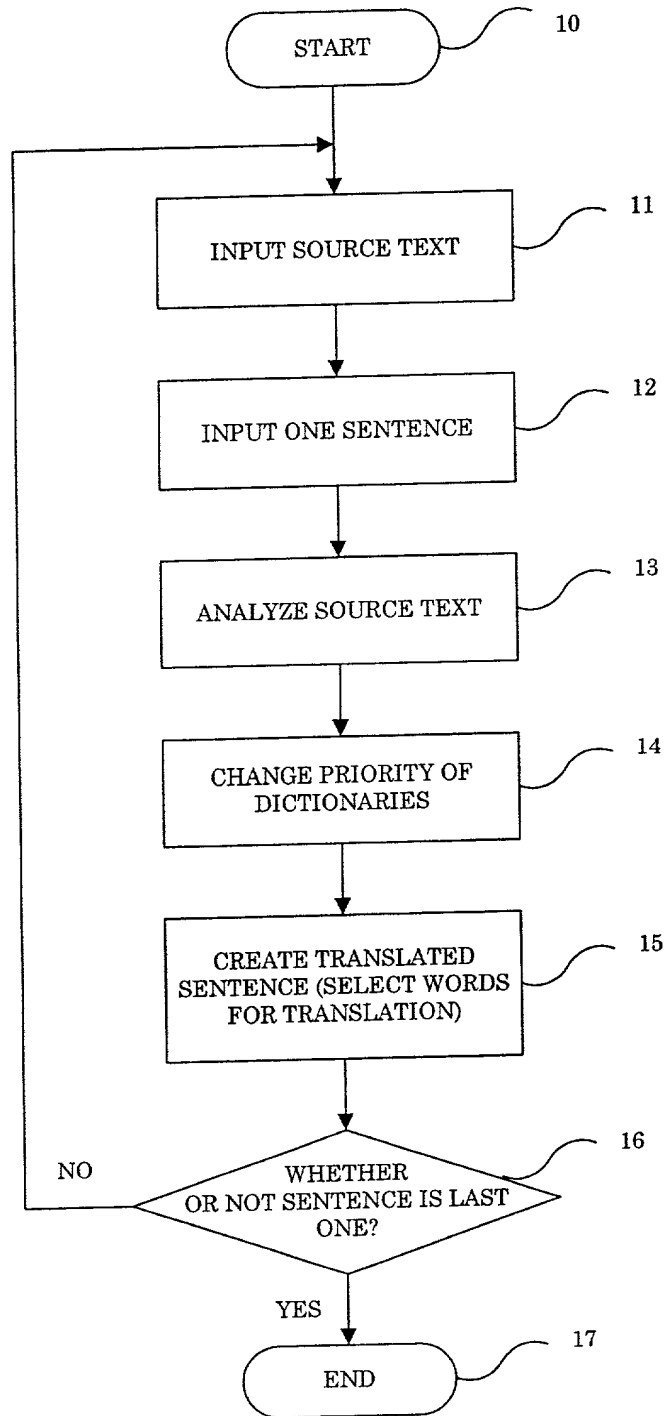 10
START
11
INPUT SOURCE TEXT
12
INPUT ONE SENTENCE
13
ANALYZE SOURCE TEXT
14
CHANGE PRIORITY OF
DICTIONARIES
15
CREATE TRANSLATED
SENTENCE (SELECT WORDS
FOR TRANSLATION)
16
NO
WHETHER
OR NOT SENTENCE IS LAST
ONE?
YES
17
END